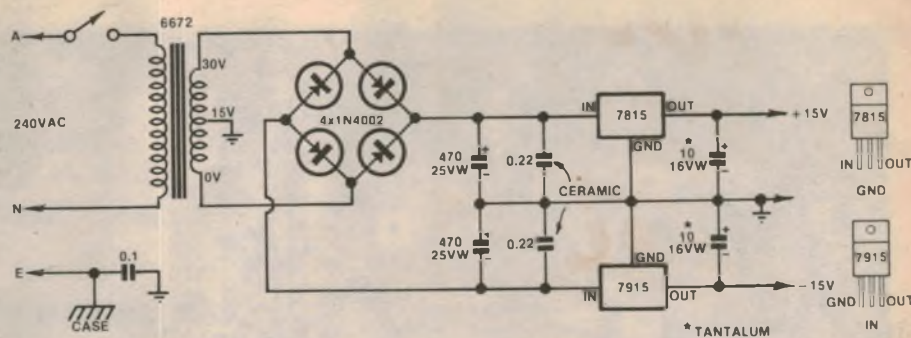 6672
A
30V
15V
0V
240VAC
N
E
0.1
CASE
4x1N4002
470
25VW
+
-
0.22
CERAMIC
470
25VW
+
-
0.22
IN
7815
OUT
GND
* 10
16VW
+
-
+15V
GND
IN
7915
OUT
* 10
16VW
+
-
-15V
* TANTALUM
7815
IN
OUT
GND
7915
GND
OUT
IN